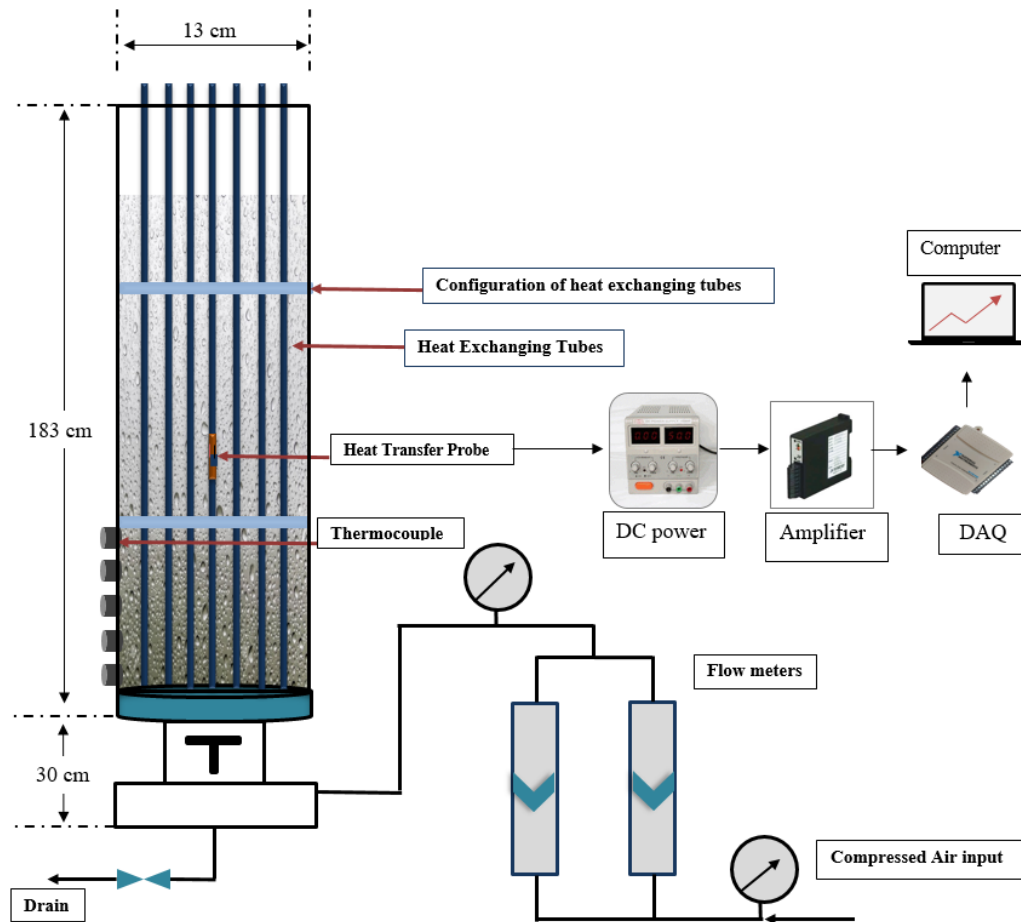 13 cm
Computer
Configuration of heat exchanging tubes
Heat Exchanging Tubes
183 cm
Heat Transfer Probe
DC power
Amplifier
DAQ
Thermocouple
Flow meters
30 cm
Compressed Air input
Drain